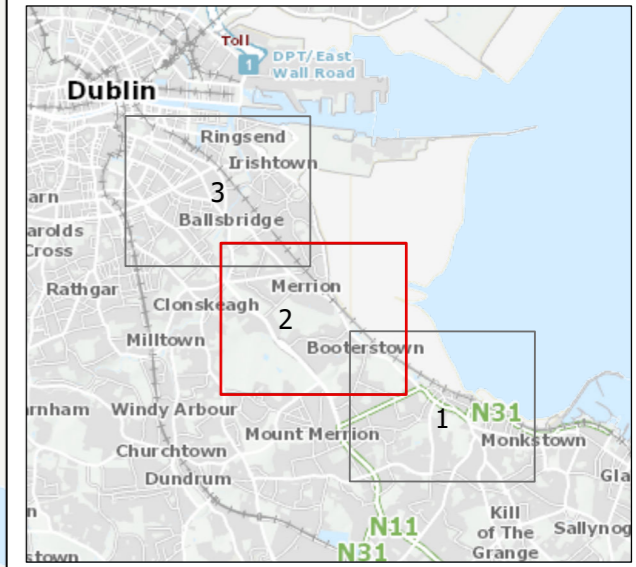 Toll
1
DPT/East
Wall Road
Dublin
Ringsend
Irishtown
arn
3
Ballsbridge
arolds
Cross
Rathgar
Merrion
Clonskeagh
2
Milltown
Booterstown
rnham
Windy Arbour
N31
1
Mount Merrion
Monkstown
Churchtown
Dundrum
Gla
n
Kill
of The
Grange
Sallynog
N11
N31
stown